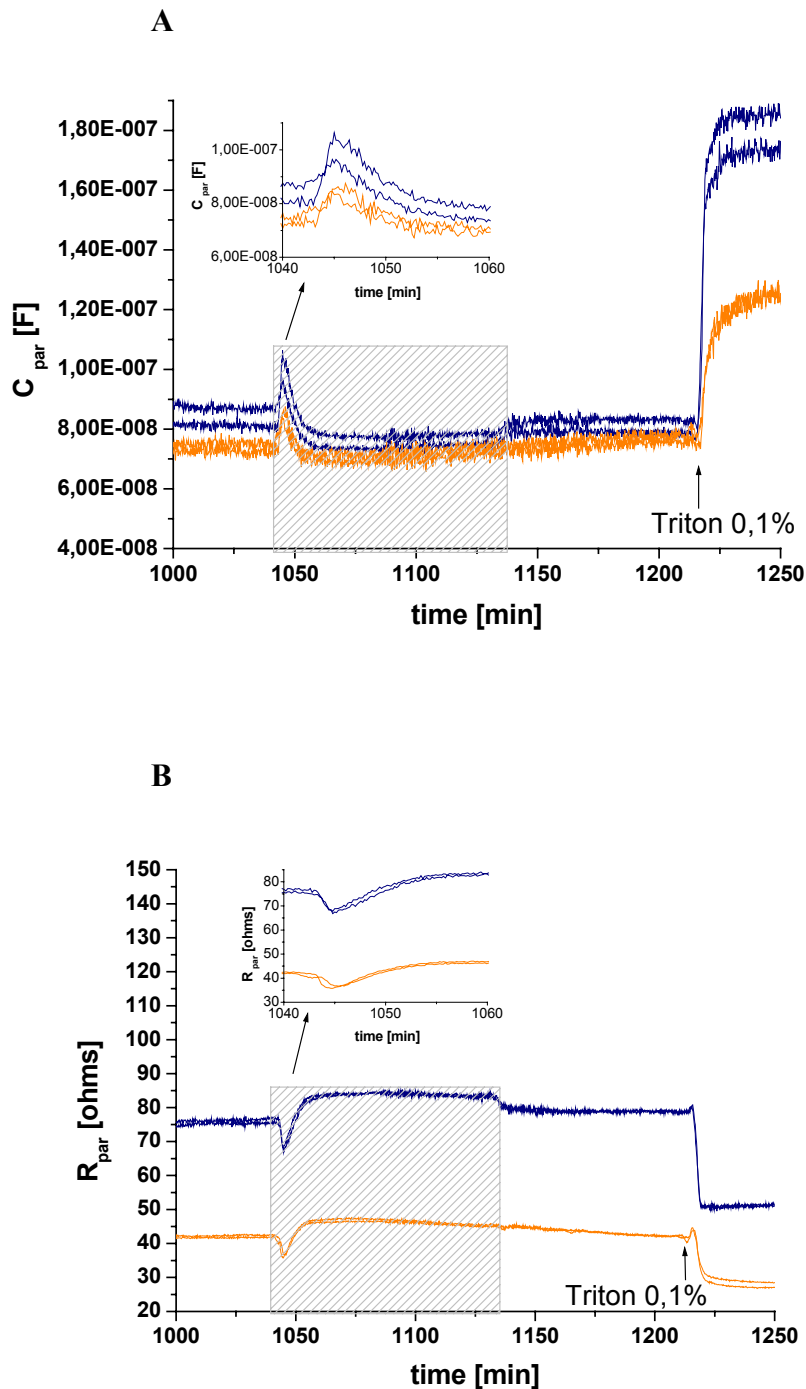 A
1,80E-007
1,60E-007
1,40E-007
1,20E-007
1,00E-007
8,00E-008
6,00E-008
4,00E-008
C par [F]
1,00E-007
8,00E-008
6,00E-008
C par [F]
1040 1050 1060
time [min]
Triton 0,1%
1000 1050 1100 1150 1200 1250
time [min]
B
150
140
130
120
110
100
90
80
70
60
50
40
30
20
R par [ohms]
80
70
60
50
40
30
R par [ohms]
1040 1050 1060
time [min]
Triton 0,1%
1000 1050 1100 1150 1200 1250
time [min]